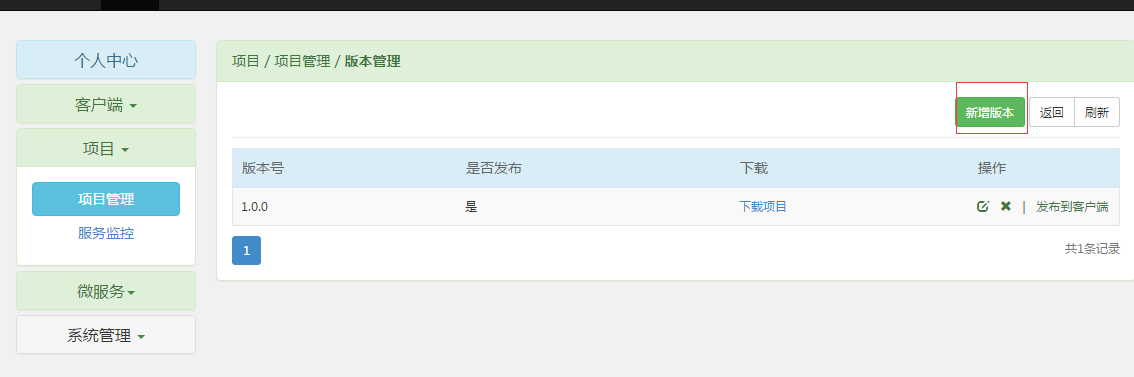 个人中心
客户端
项目
项目管理
服务监控
微服务
系统管理
项目 / 项目管理 / 版本管理
新增版本 返回 刷新
版本号 是否发布 下载 操作
1.0.0 是 下载项目 | 发布到客户端
1 共1条记录